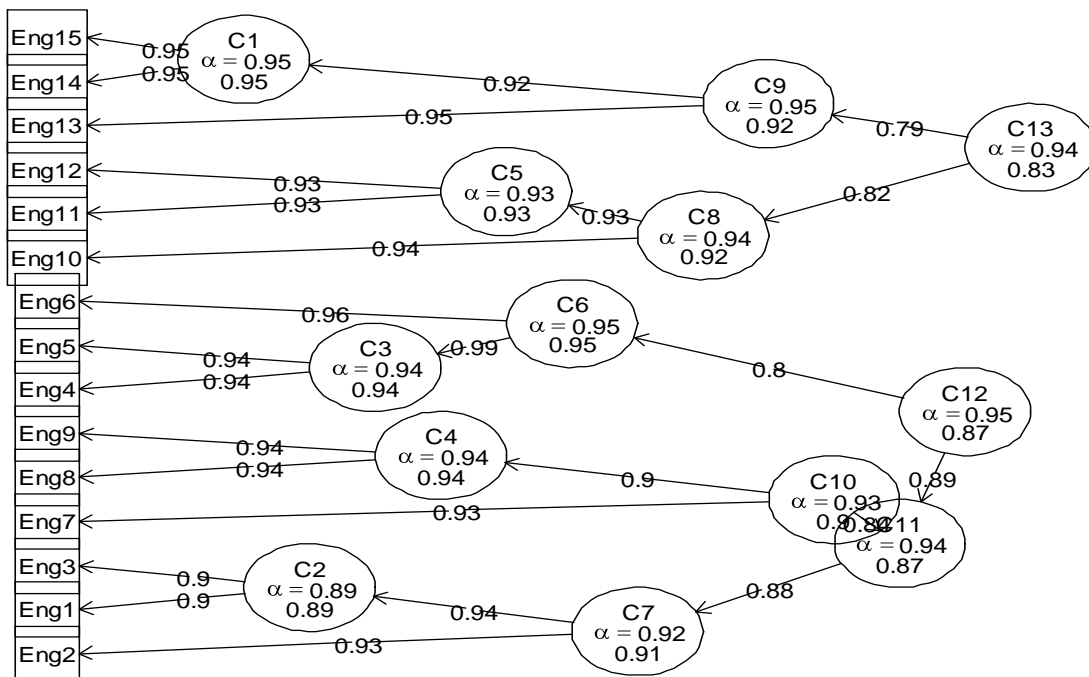 Eng15
Eng14
Eng13
Eng12
Eng11
Eng10
Eng6
Eng5
Eng4
Eng9
Eng8
Eng7
Eng3
Eng1
Eng2
C1
α = 0.95
0.95
0.95
0.95
0.92
C9
α = 0.95
0.92
0.95
0.79
C13
α = 0.94
0.83
C5
α = 0.93
0.93
0.93
0.93
0.93
C8
α = 0.94
0.92
0.82
0.94
C6
α = 0.95
0.95
0.96
0.99
C3
α = 0.94
0.94
0.94
0.94
0.8
C12
α = 0.95
0.87
C4
α = 0.94
0.94
0.94
0.94
0.9
C10
α = 0.93
0.9
0.93
0.89
0.84
C11
α = 0.94
0.87
C2
α = 0.89
0.89
0.9
0.9
0.94
C7
α = 0.92
0.91
0.88
0.93